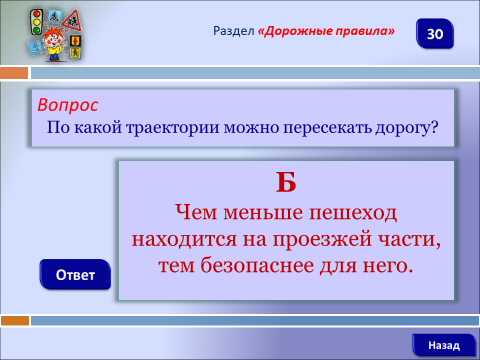 Раздел «Дорожные правила»
30
Вопрос
По какой траектории можно пересекать дорогу?
Б
Чем меньше пешеход
находится на проезжей части,
тем безопаснее для него.
Ответ
Назад